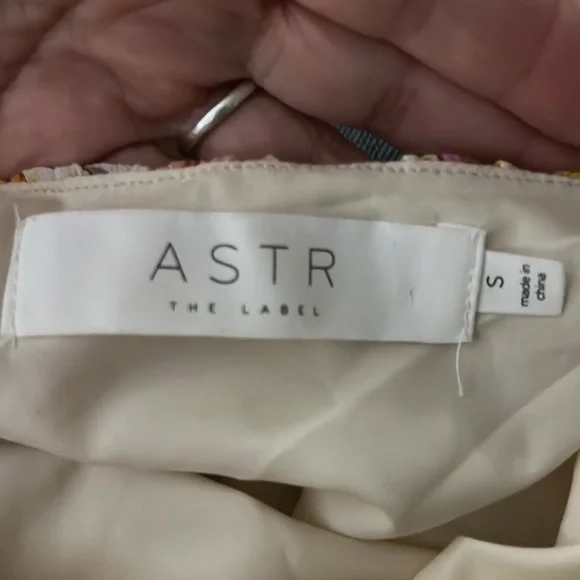 ASTR
THE LABEL
S
made in
china